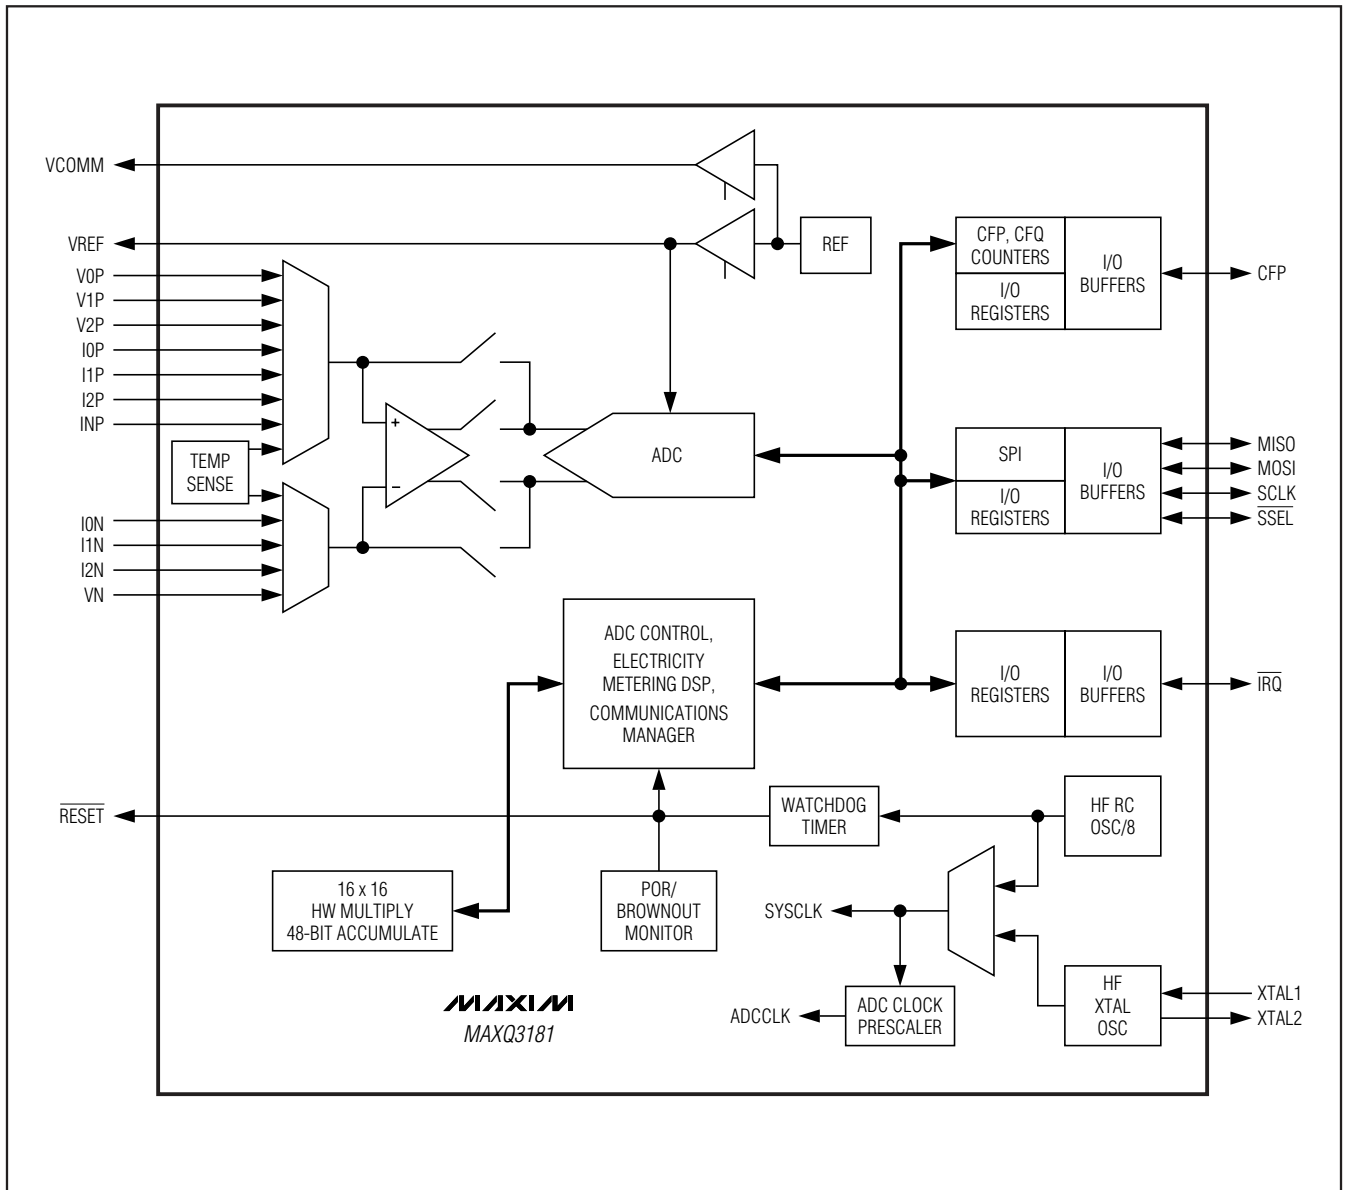 VCOMM
VREF
REF
V0P
V1P
V2P
I0P
I1P
I2P
INP
TEMP
SENSE
I0N
I1N
I2N
VN
+
−
ADC
CFP, CFQ
COUNTERS
I/O
REGISTERS
I/O
BUFFERS
CFP
SPI
I/O
REGISTERS
I/O
BUFFERS
MISO
MOSI
SCLK
SSEL
ADC CONTROL,
ELECTRICITY
METERING DSP,
COMMUNICATIONS
MANAGER
I/O
REGISTERS
I/O
BUFFERS
IRQ
RESET
WATCHDOG
TIMER
HF RC
OSC/8
16 x 16
HW MULTIPLY
48-BIT ACCUMULATE
POR/
BROWNOUT
MONITOR
SYSCLK
ADCCLK
ADC CLOCK
PRESCALER
HF
XTAL
OSC
XTAL1
XTAL2
MAXIM
MAXQ3181